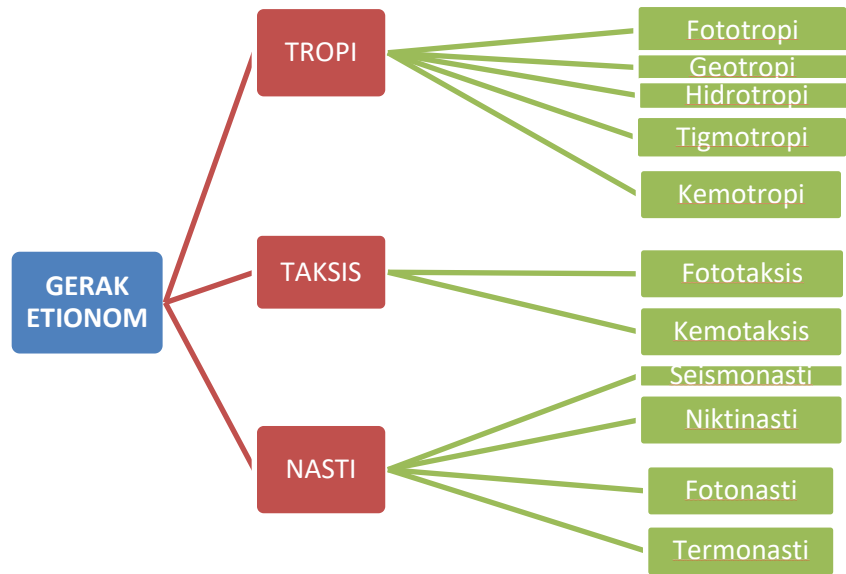 GERAK
ETIONOM
TROPI
Fototropi
Geotropi
Hidrotropi
Tigmotropi
Kemotropi
TAKSIS
Fototaksis
Kemotaksis
NASTI
Seismonasti
Niktinasti
Fotonasti
Termonasti